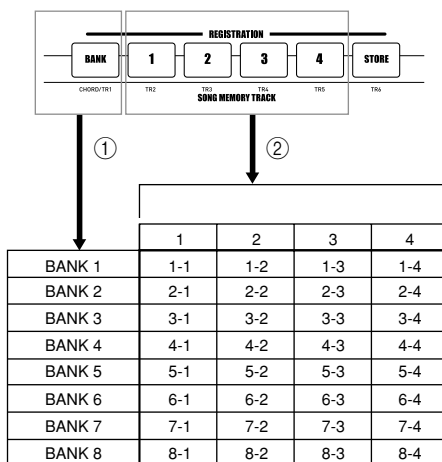 REGISTRATION
BANK 1 2 3 4 STORE
CHORD/TR1 TR2 TR3 TR4 TR5 TR6
SONG MEMORY TRACK
① ②
1 2 3 4
BANK 1 1-1 1-2 1-3 1-4
BANK 2 2-1 2-2 2-3 2-4
BANK 3 3-1 3-2 3-3 3-4
BANK 4 4-1 4-2 4-3 4-4
BANK 5 5-1 5-2 5-3 5-4
BANK 6 6-1 6-2 6-3 6-4
BANK 7 7-1 7-2 7-3 7-4
BANK 8 8-1 8-2 8-3 8-4